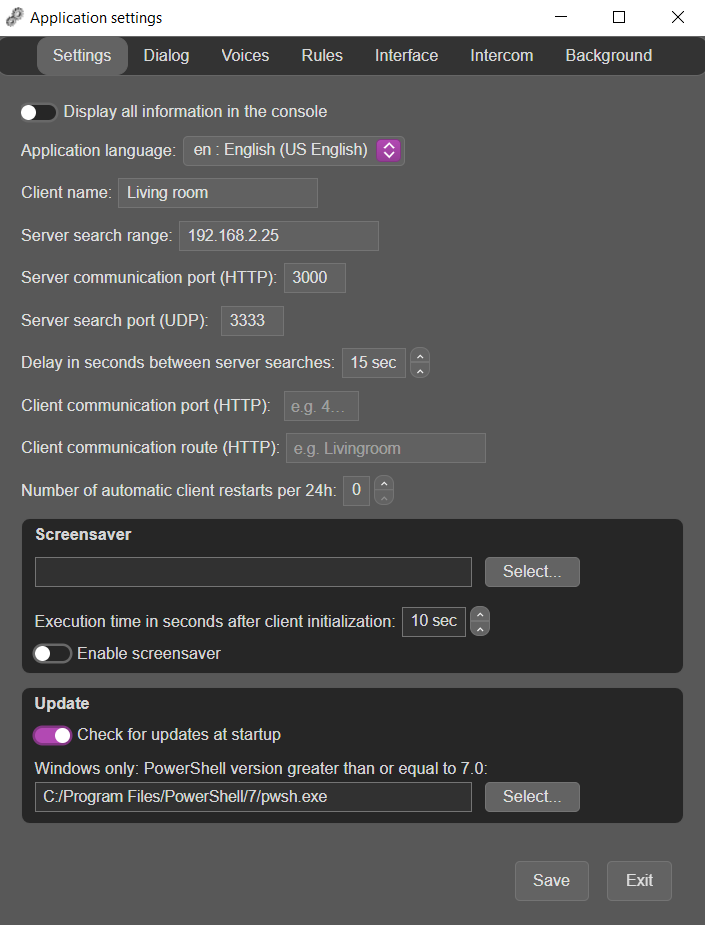 Application settings
Settings Dialog Voices Rules Interface Intercom Background
Display all information in the console
Application language: en : English (US English)
Client name: Living room
Server search range: 192.168.2.25
Server communication port (HTTP): 3000
Server search port (UDP): 3333
Delay in seconds between server searches: 15 sec
Client communication port (HTTP): e.g. 4...
Client communication route (HTTP): e.g. Livingroom
Number of automatic client restarts per 24h: 0
Screensaver
Select...
Execution time in seconds after client initialization: 10 sec
Enable screensaver
Update
Check for updates at startup
Windows only: PowerShell version greater than or equal to 7.0:
C:/Program Files/PowerShell/7/pwsh.exe Select...
Save Exit